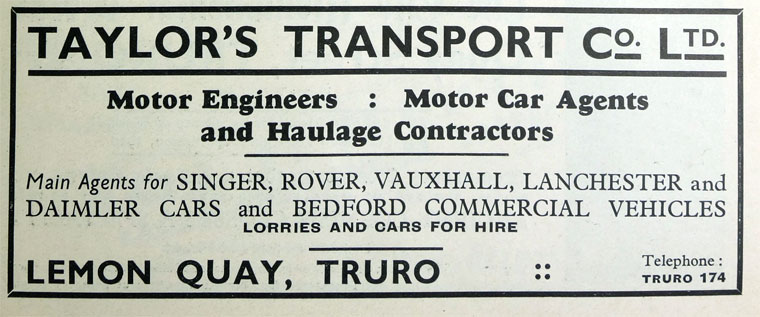 TAYLOR'S TRANSPORT CO. LTD.
Motor Engineers : Motor Car Agents
and Haulage Contractors
Main Agents for SINGER, ROVER, VAUXHALL, LANCHESTER and
DAIMLER CARS and BEDFORD COMMERCIAL VEHICLES
LORRIES AND CARS FOR HIRE
LEMON QUAY, TRURO :: Telephone :
TRURO 174